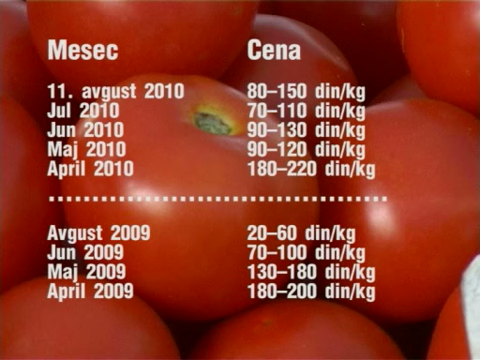 Mesec Cena
11. avgust 2010 80–150 din/kg
Jul 2010 70–110 din/kg
Jun 2010 90–130 din/kg
Maj 2010 90–120 din/kg
April 2010 180–220 din/kg
Avgust 2009 20–60 din/kg
Jun 2009 70–100 din/kg
Maj 2009 130–180 din/kg
April 2009 180–200 din/kg